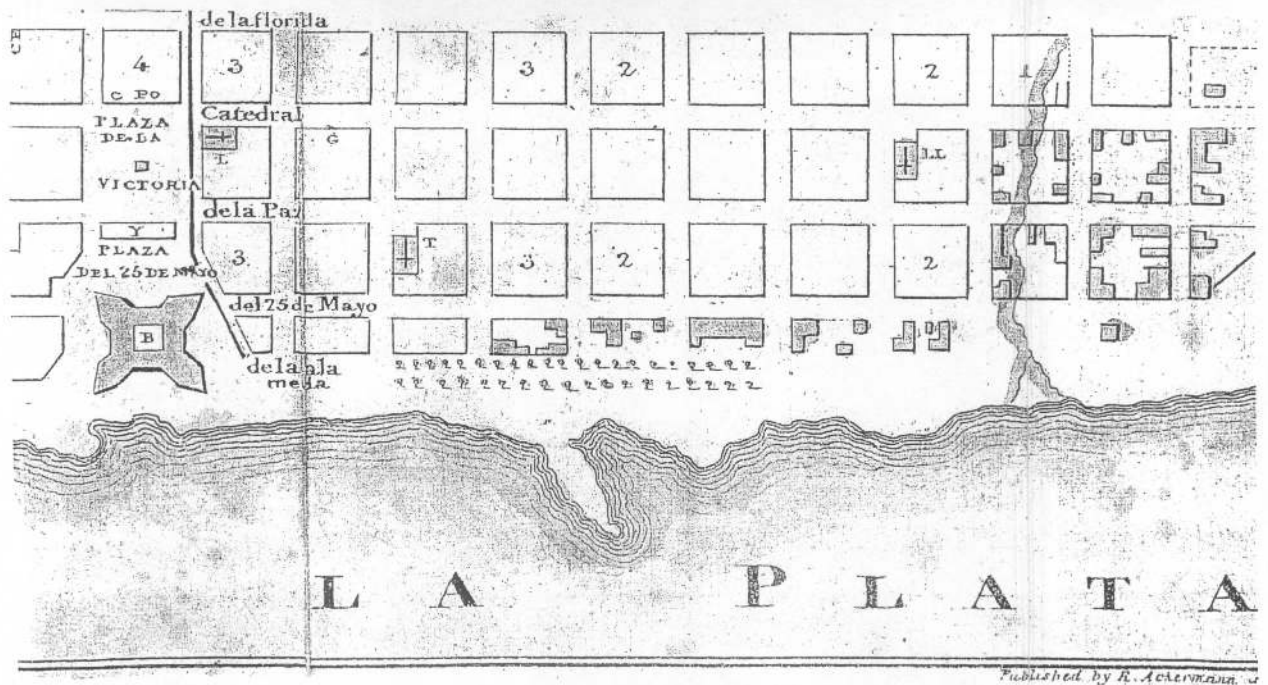 de la florida
4
3
3
2
2
1
C PO
Catedral
PLAZA
DE LA
L
G
LL
VICTORIA
de la Paz
Y
PLAZA
DEL 25 DE MAYO
3
T
3
2
2
del 25 de Mayo
B
de la ala
meda
LA PLATA
Published by R. Ackermann